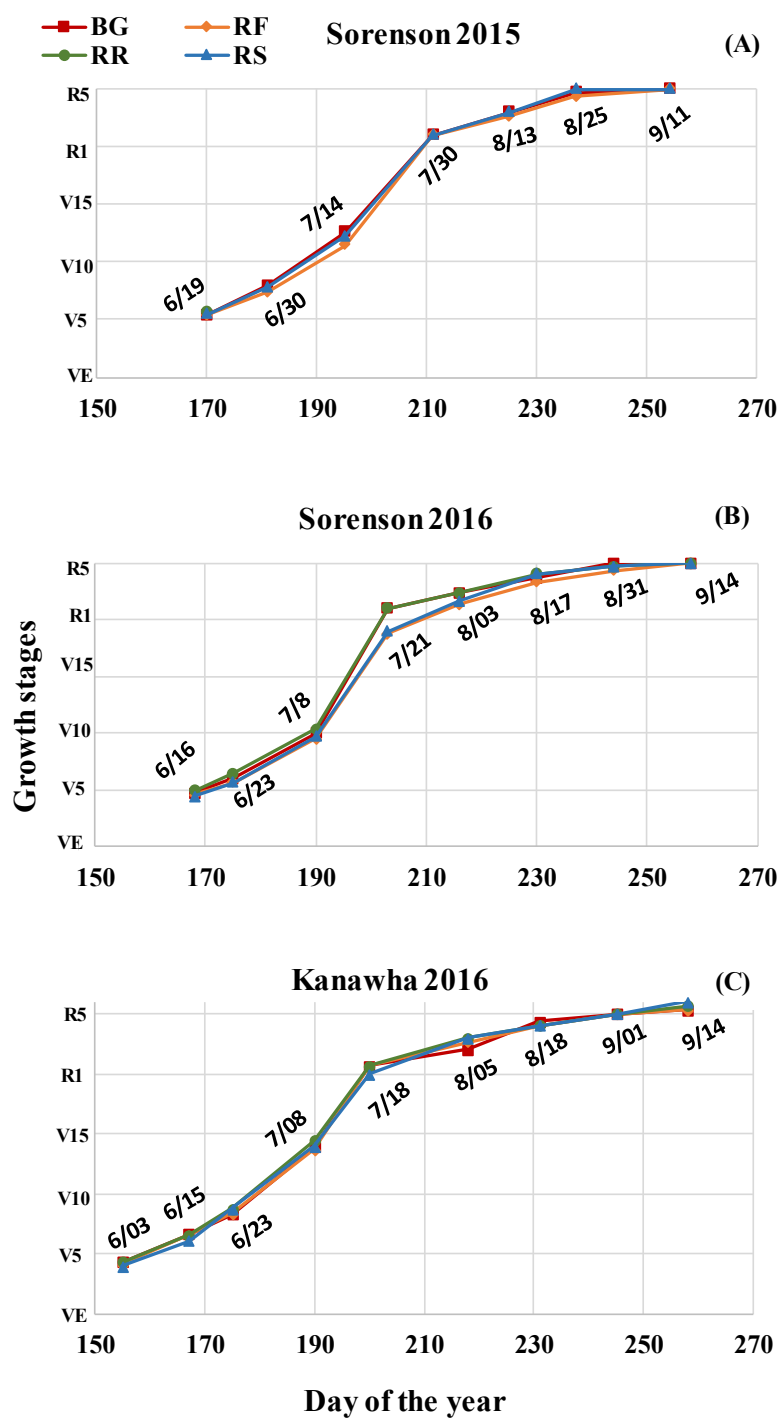 BG RF
RR RS
Sorenson 2015
(A)
R5
R1
V15
V10
V5
VE
6/19
6/30
7/14
7/30
8/13
8/25
9/11
150 170 190 210 230 250 270
Sorenson 2016
(B)
Growth stages
R5
R1
V15
V10
V5
VE
6/16
6/23
7/8
7/21
8/03
8/17
8/31
9/14
150 170 190 210 230 250 270
Kanawha 2016
(C)
R5
R1
V15
V10
V5
VE
6/03
6/15
6/23
7/08
7/18
8/05
8/18
9/01
9/14
150 170 190 210 230 250 270
Day of the year